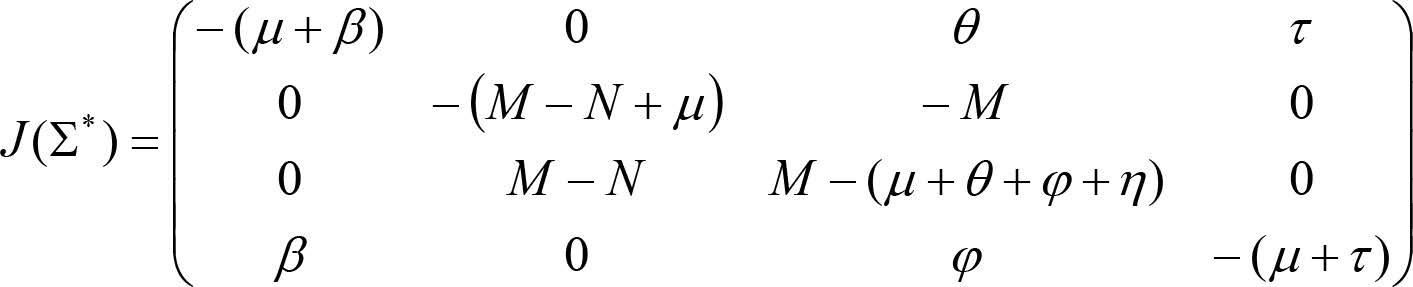 J(Σ*) =
−(μ + β) 0 θ τ
0 −(M − N + μ) − M 0
0 M − N M − (μ + θ + φ + η) 0
β 0 φ −(μ + τ)